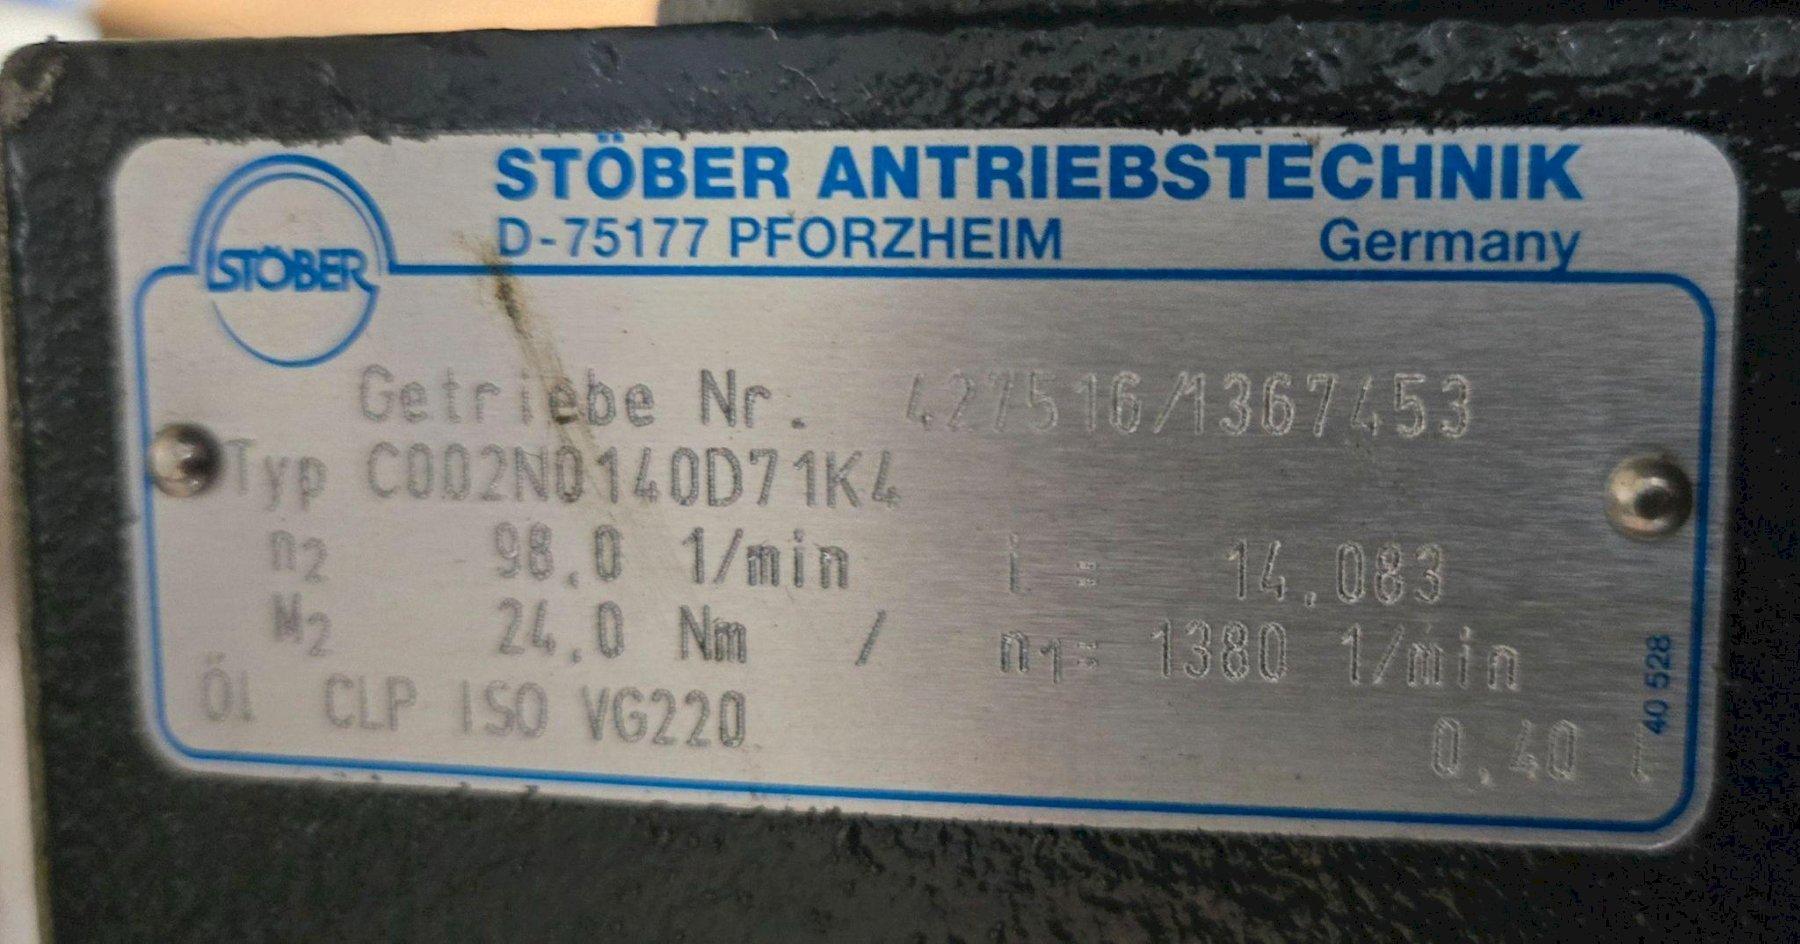 STÖBER ANTRIEBSTECHNIK
D-75177 PFORZHEIM Germany
STÖBER
Getriebe Nr. 427516/1367453
Typ C002N0140D71K4
n2 98,0 1/min i = 14,083
M2 24,0 Nm / n1= 1380 1/min
Öl CLP ISO VG220
0,40
40 528